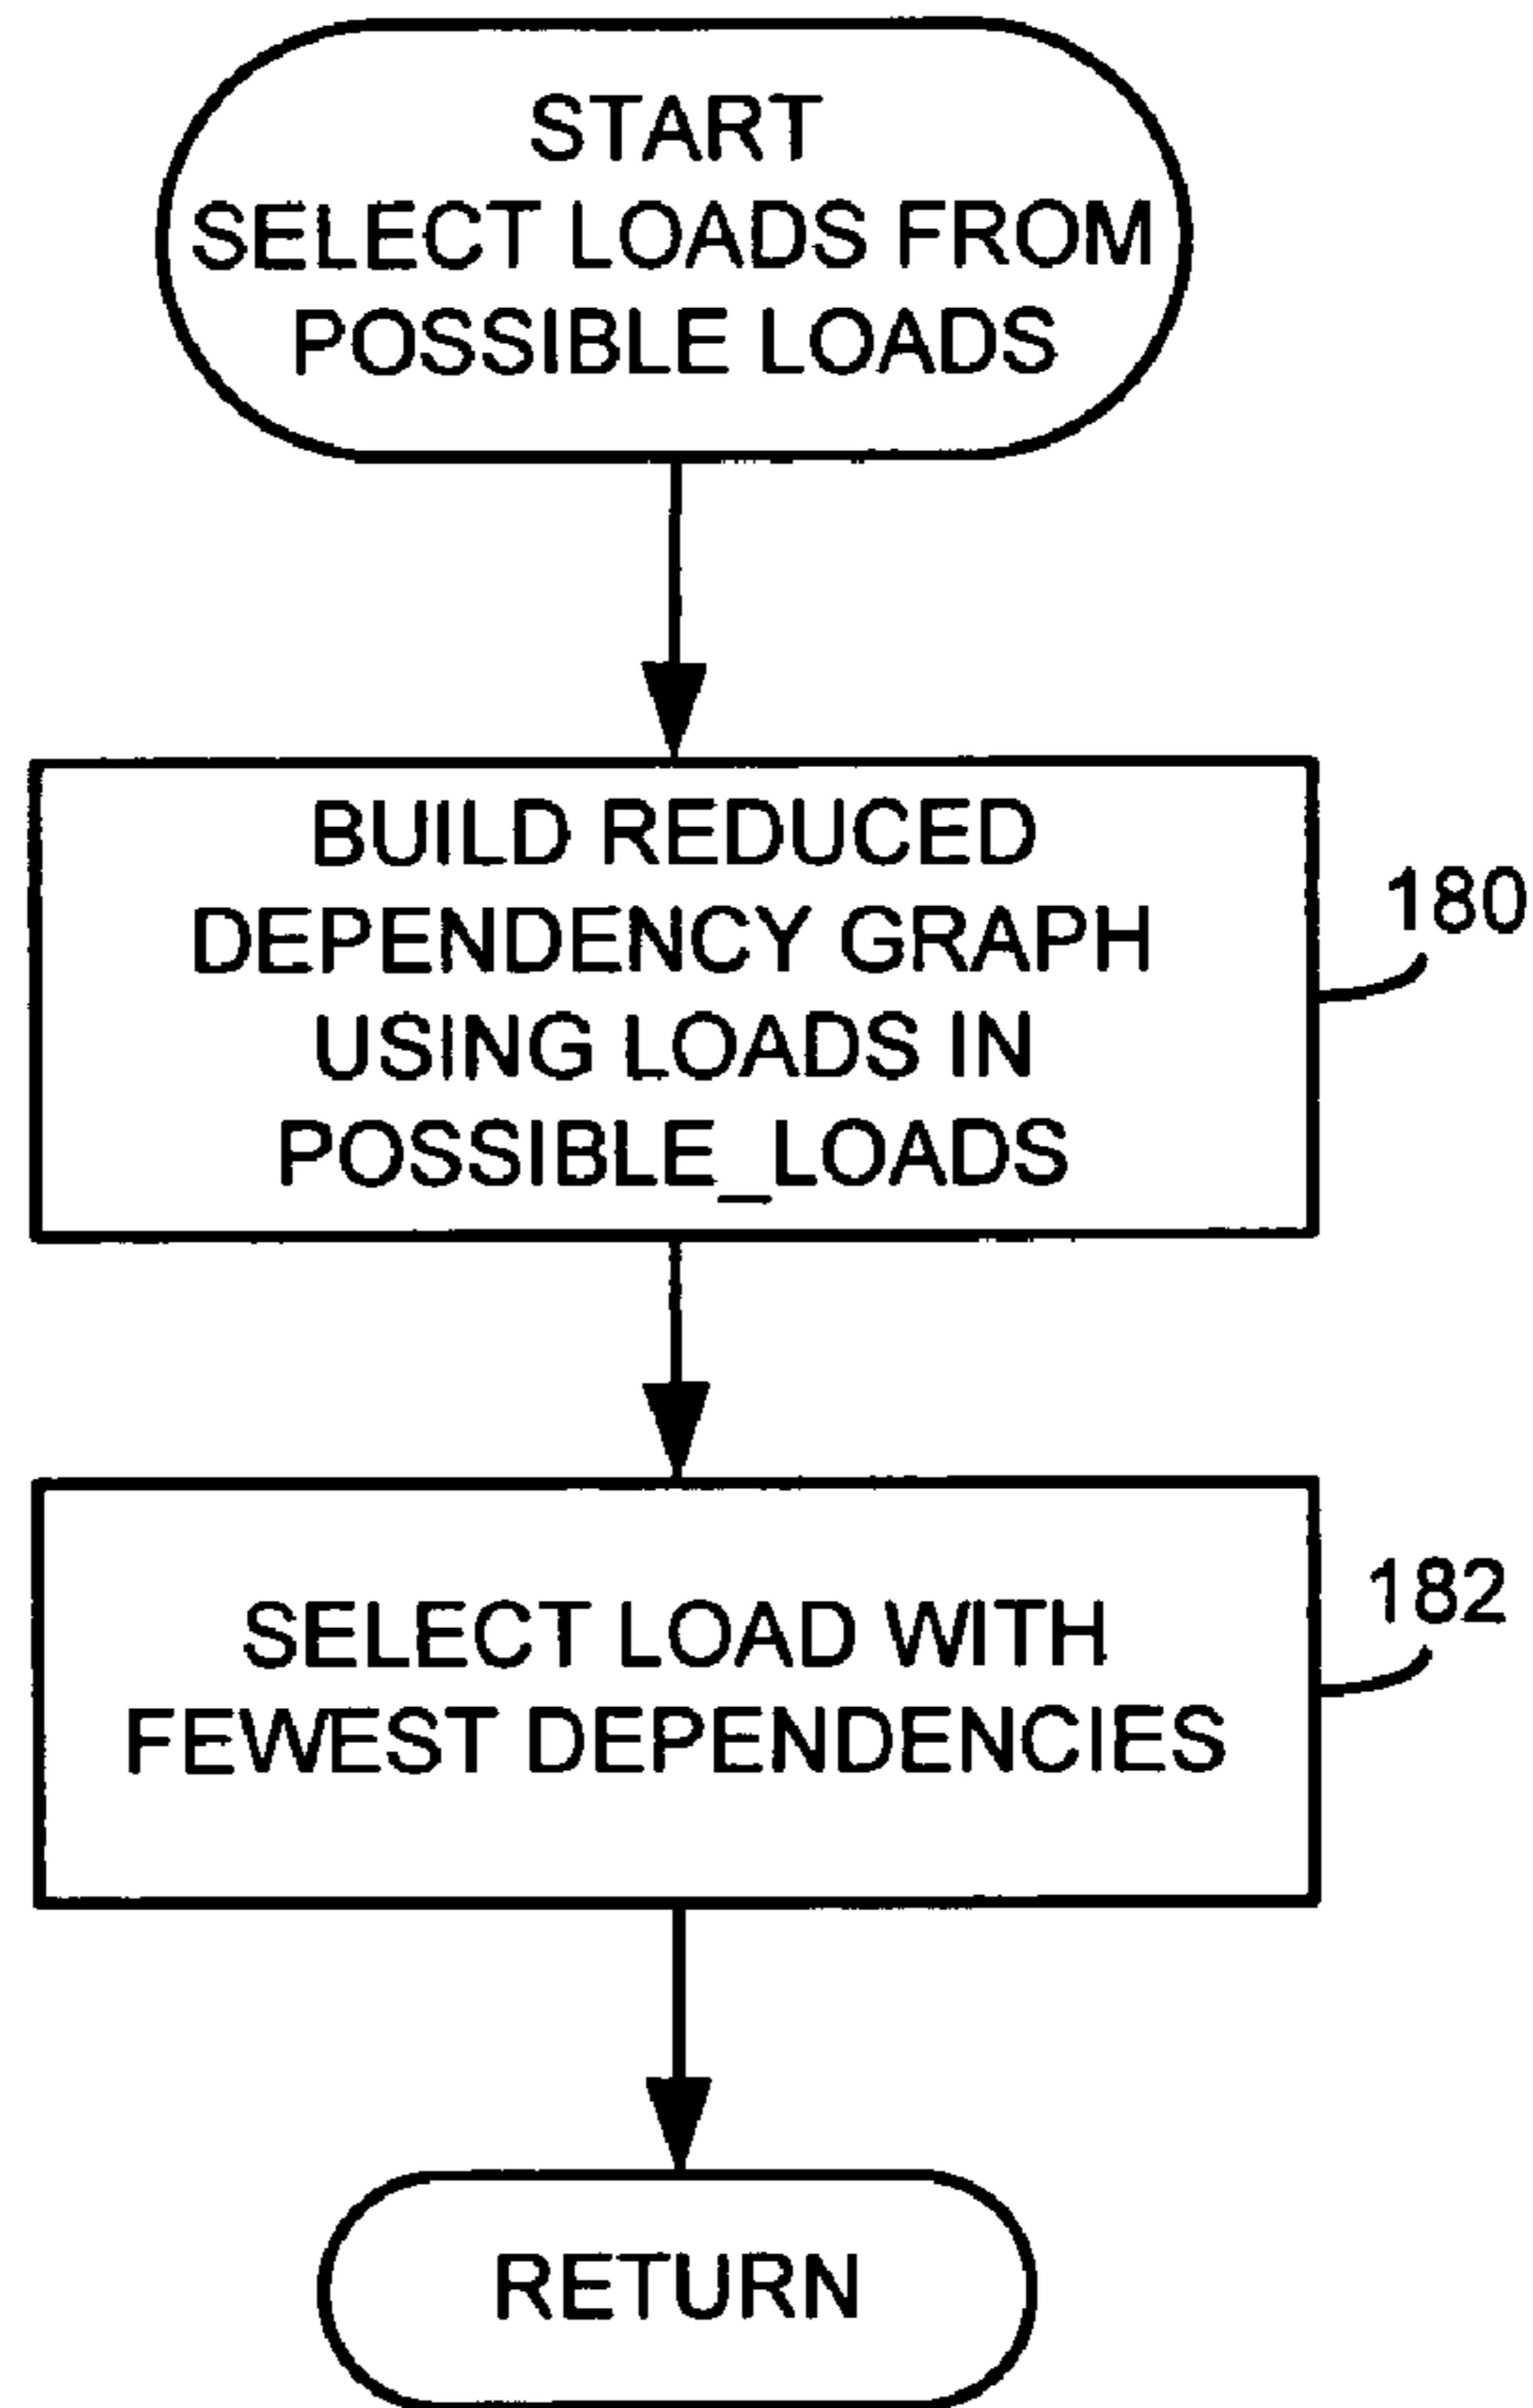 START
SELECT LOADS FROM
POSSIBLE LOADS
BUILD REDUCED
DEPENDENCY GRAPH
USING LOADS IN
POSSIBLE_LOADS
180
SELECT LOAD WITH
FEWEST DEPENDENCIES
182
RETURN